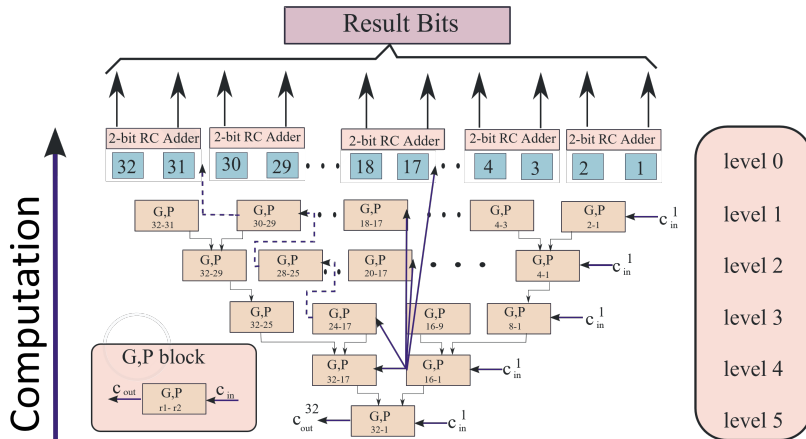 Result Bits
2-bit RC Adder 2-bit RC Adder 2-bit RC Adder 2-bit RC Adder 2-bit RC Adder
32 31 30 29 18 17 4 3 2 1
level 0
G,P G,P G,P G,P G,P
32-31 30-29 18-17 4-3 2-1
c in 1
level 1
G,P G,P G,P G,P
32-29 28-25 20-17 4-1
c in 1
level 2
G,P G,P G,P G,P
32-25 24-17 16-9 8-1
c in 1
level 3
G,P G,P
32-17 16-1
c in 1
level 4
G,P
32-1
c out 32
c in 1
level 5
Computation
G,P block
c out
G,P
r1- r2
c in